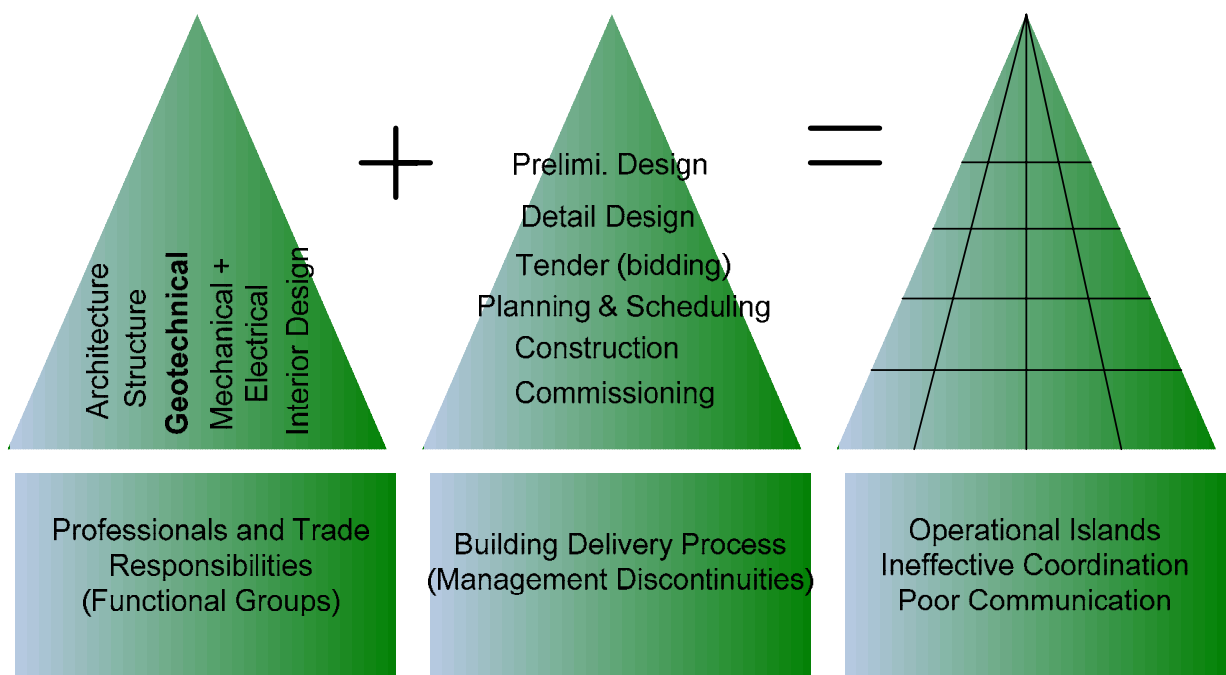 Architecture
Structure
Geotechnical
Mechanical +
Electrical
Interior Design
Prelimi. Design
Detail Design
Tender (bidding)
Planning & Scheduling
Construction
Commissioning
Professionals and Trade
Responsibilities
(Functional Groups)
Building Delivery Process
(Management Discontinuities)
Operational Islands
Ineffective Coordination
Poor Communication